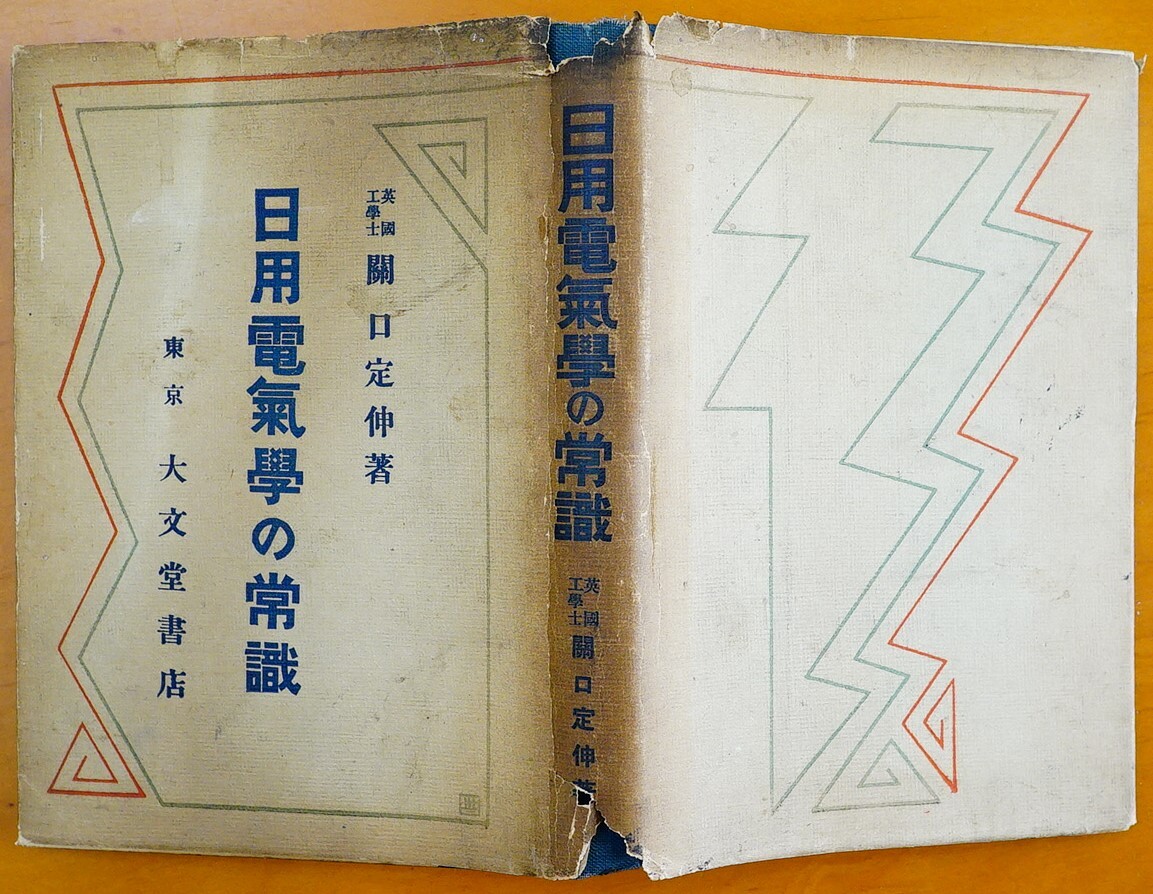 英國
工學士
關口定伸著
日用電氣學の常識
東京 大文堂書店
日用電氣學の常識
英國
工學士
關口定伸著